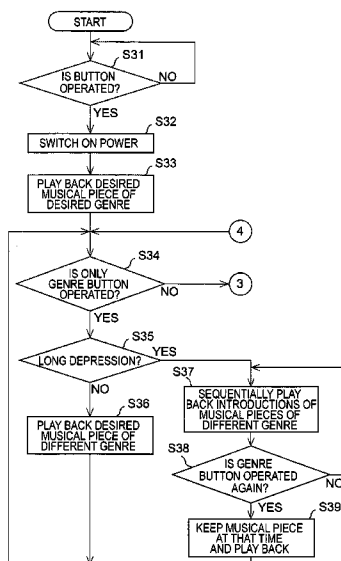 START
S31
IS BUTTON
OPERATED?
NO
YES
S32
SWITCH ON POWER
S33
PLAY BACK DESIRED
MUSICAL PIECE OF
DESIRED GENRE
4
S34
IS ONLY
GENRE BUTTON
OPERATED?
NO
3
YES
S35
LONG DEPRESSION?
YES
NO
S36
PLAY BACK DESIRED
MUSICAL PIECE OF
DIFFERENT GENRE
S37
SEQUENTIALLY PLAY
BACK INTRODUCTIONS OF
MUSICAL PIECES OF
DIFFERENT GENRE
S38
IS GENRE
BUTTON OPERATED
AGAIN?
NO
YES
S39
KEEP MUSICAL PIECE
AT THAT TIME
AND PLAY BACK